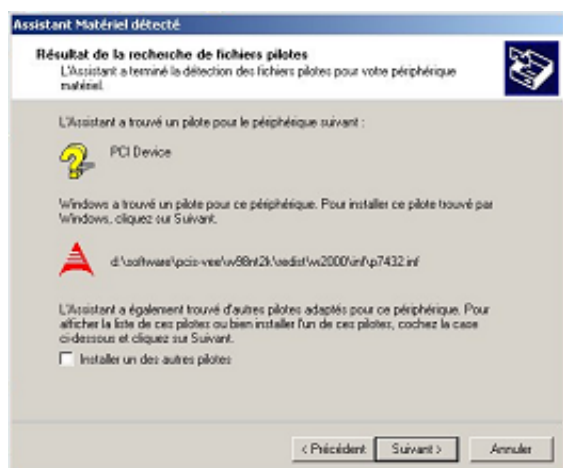 Assistant Matériel détecté
Résultat de la recherche de fichiers pilotes
L'Assistant a terminé la détection des fichiers pilotes pour votre périphérique
matériel.
L'Assistant a trouvé un pilote pour le périphérique suivant :
PCI Device
Windows a trouvé un pilote pour ce périphérique. Pour installer ce pilote trouvé par
Windows, cliquez sur Suivant.
d:\software\pcis-vee\w98nt2k\redist\w2000\inf\p7432.inf
L'Assistant a également trouvé d'autres pilotes adaptés pour ce périphérique. Pour
afficher la liste de ces pilotes ou bien installer l'un de ces pilotes, cochez la case
ci-dessous et cliquez sur Suivant.
Installer un des autres pilotes
< Précédent
Suivant >
Annuler